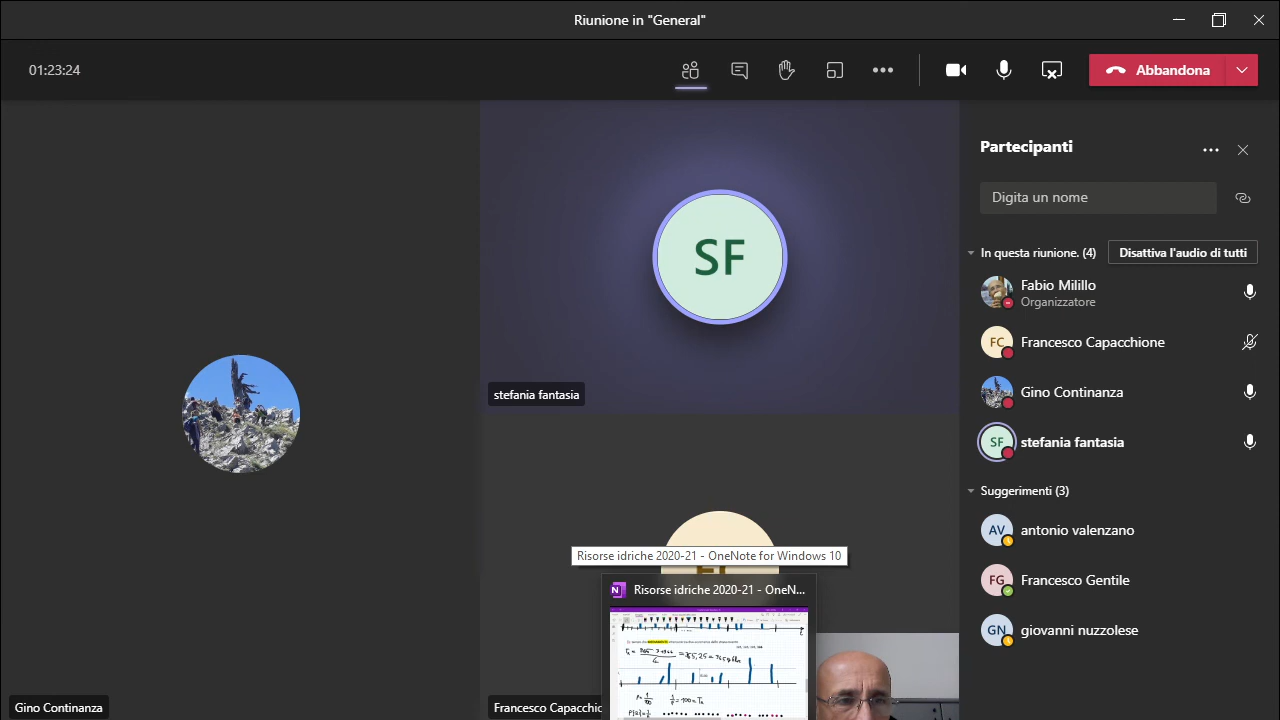 Riunione in "General"
01:23:24
Abbandona
Partecipanti
Digita un nome
In questa riunione. (4)
Disattiva l'audio di tutti
SF
stefania fantasia
Fabio Milillo
Organizzatore
FC
Francesco Capacchione
Gino Continanza
SF
stefania fantasia
Suggerimenti (3)
AV
antonio valenzano
FG
Francesco Gentile
GN
giovanni nuzzolese
Risorse idriche 2020-21 - OneNote for Windows 10
Risorse idriche 2020-21 - OneN...
Gino Continanza
Francesco Capacchio